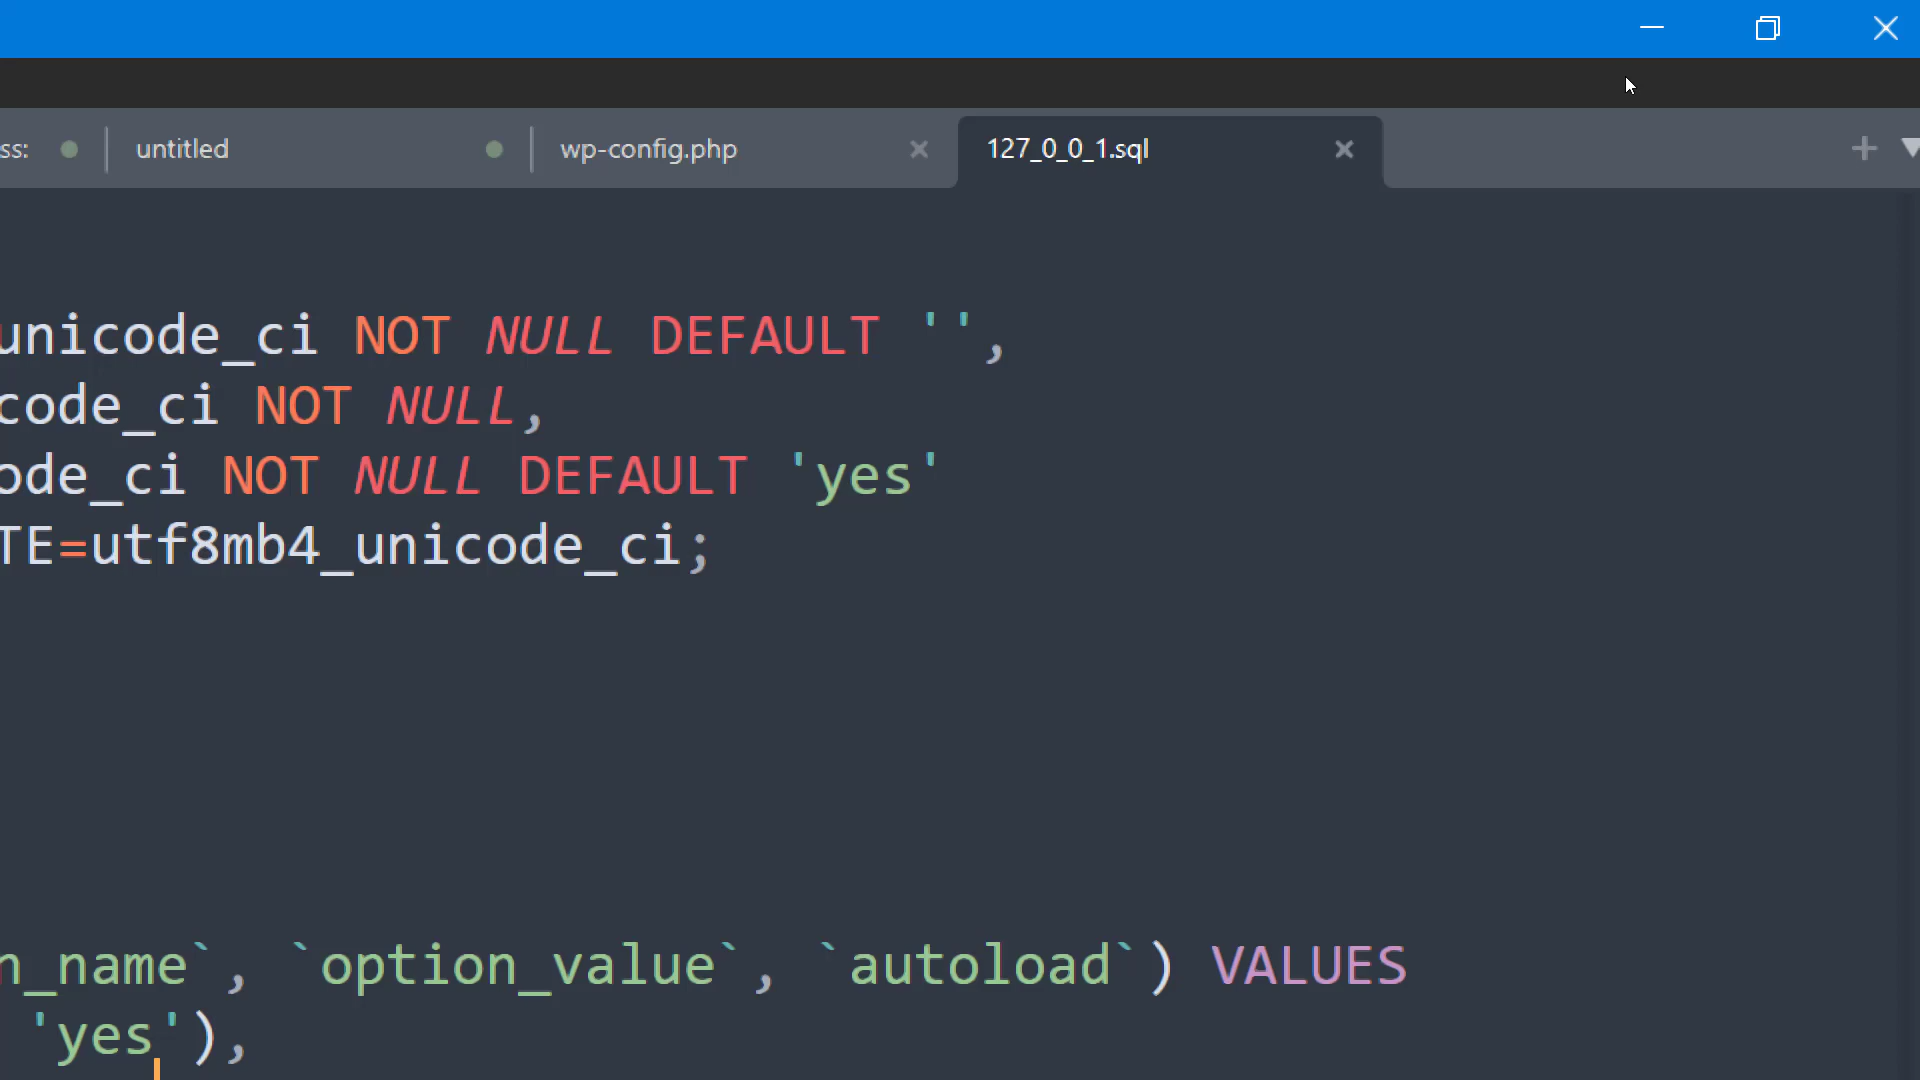 ss: untitled wp-config.php 127_0_0_1.sql
unicode_ci NOT NULL DEFAULT '',
code_ci NOT NULL,
ode_ci NOT NULL DEFAULT 'yes'
TE=utf8mb4_unicode_ci;
n_name`, `option_value`, `autoload`) VALUES
'yes'),